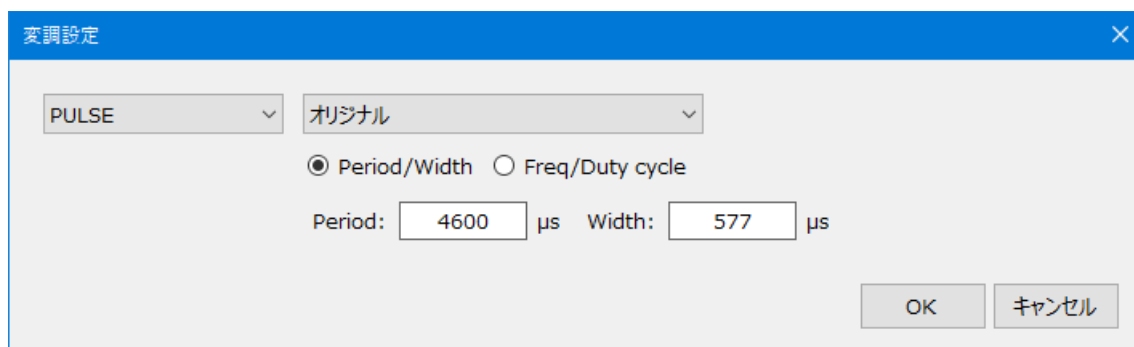 変調設定
PULSE オリジナル
Period/Width Freq/Duty cycle
Period: 4600 µs Width: 577 µs
OK キャンセル